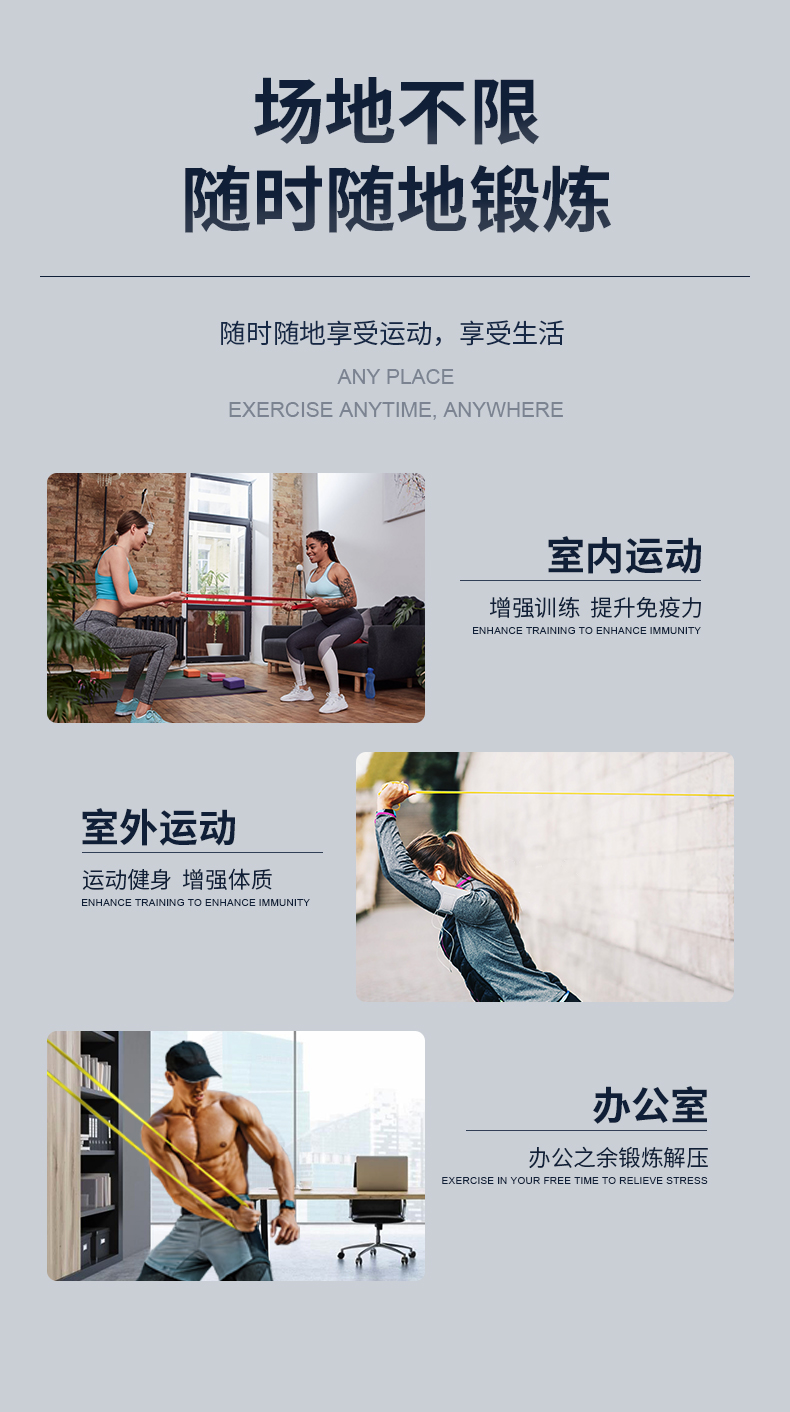 场地不限
随时随地锻炼
随时随地享受运动，享受生活
ANY PLACE
EXERCISE ANYTIME, ANYWHERE
室内运动
增强训练 提升免疫力
ENHANCE TRAINING TO ENHANCE IMMUNITY
室外运动
运动健身 增强体质
ENHANCE TRAINING TO ENHANCE IMMUNITY
办公室
办公之余锻炼解压
EXERCISE IN YOUR FREE TIME TO RELIEVE STRESS